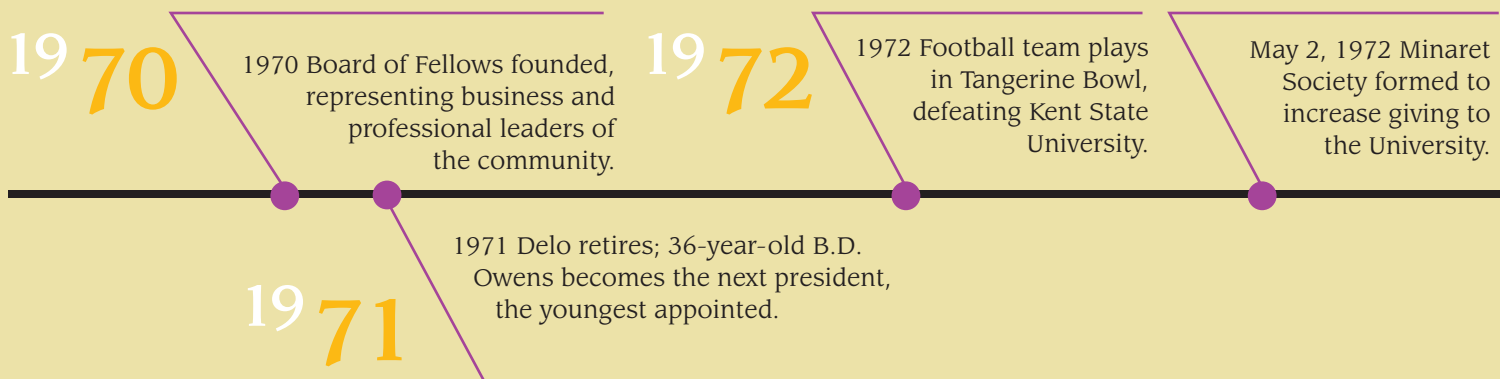 1970
1970 Board of Fellows founded,
representing business and
professional leaders of
the community.
1971
1971 Delo retires; 36-year-old B.D.
Owens becomes the next president,
the youngest appointed.
1972
1972 Football team plays
in Tangerine Bowl,
defeating Kent State
University.
May 2, 1972 Minaret
Society formed to
increase giving to
the University.